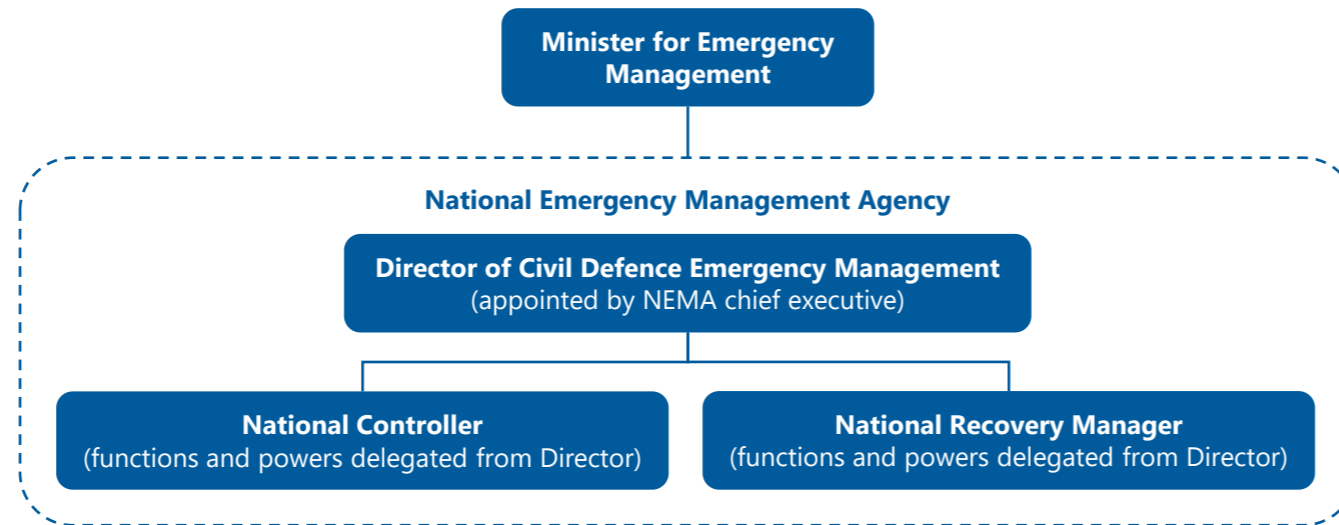 Minister for Emergency
Management
National Emergency Management Agency
Director of Civil Defence Emergency Management
(appointed by NEMA chief executive)
National Controller
(functions and powers delegated from Director)
National Recovery Manager
(functions and powers delegated from Director)